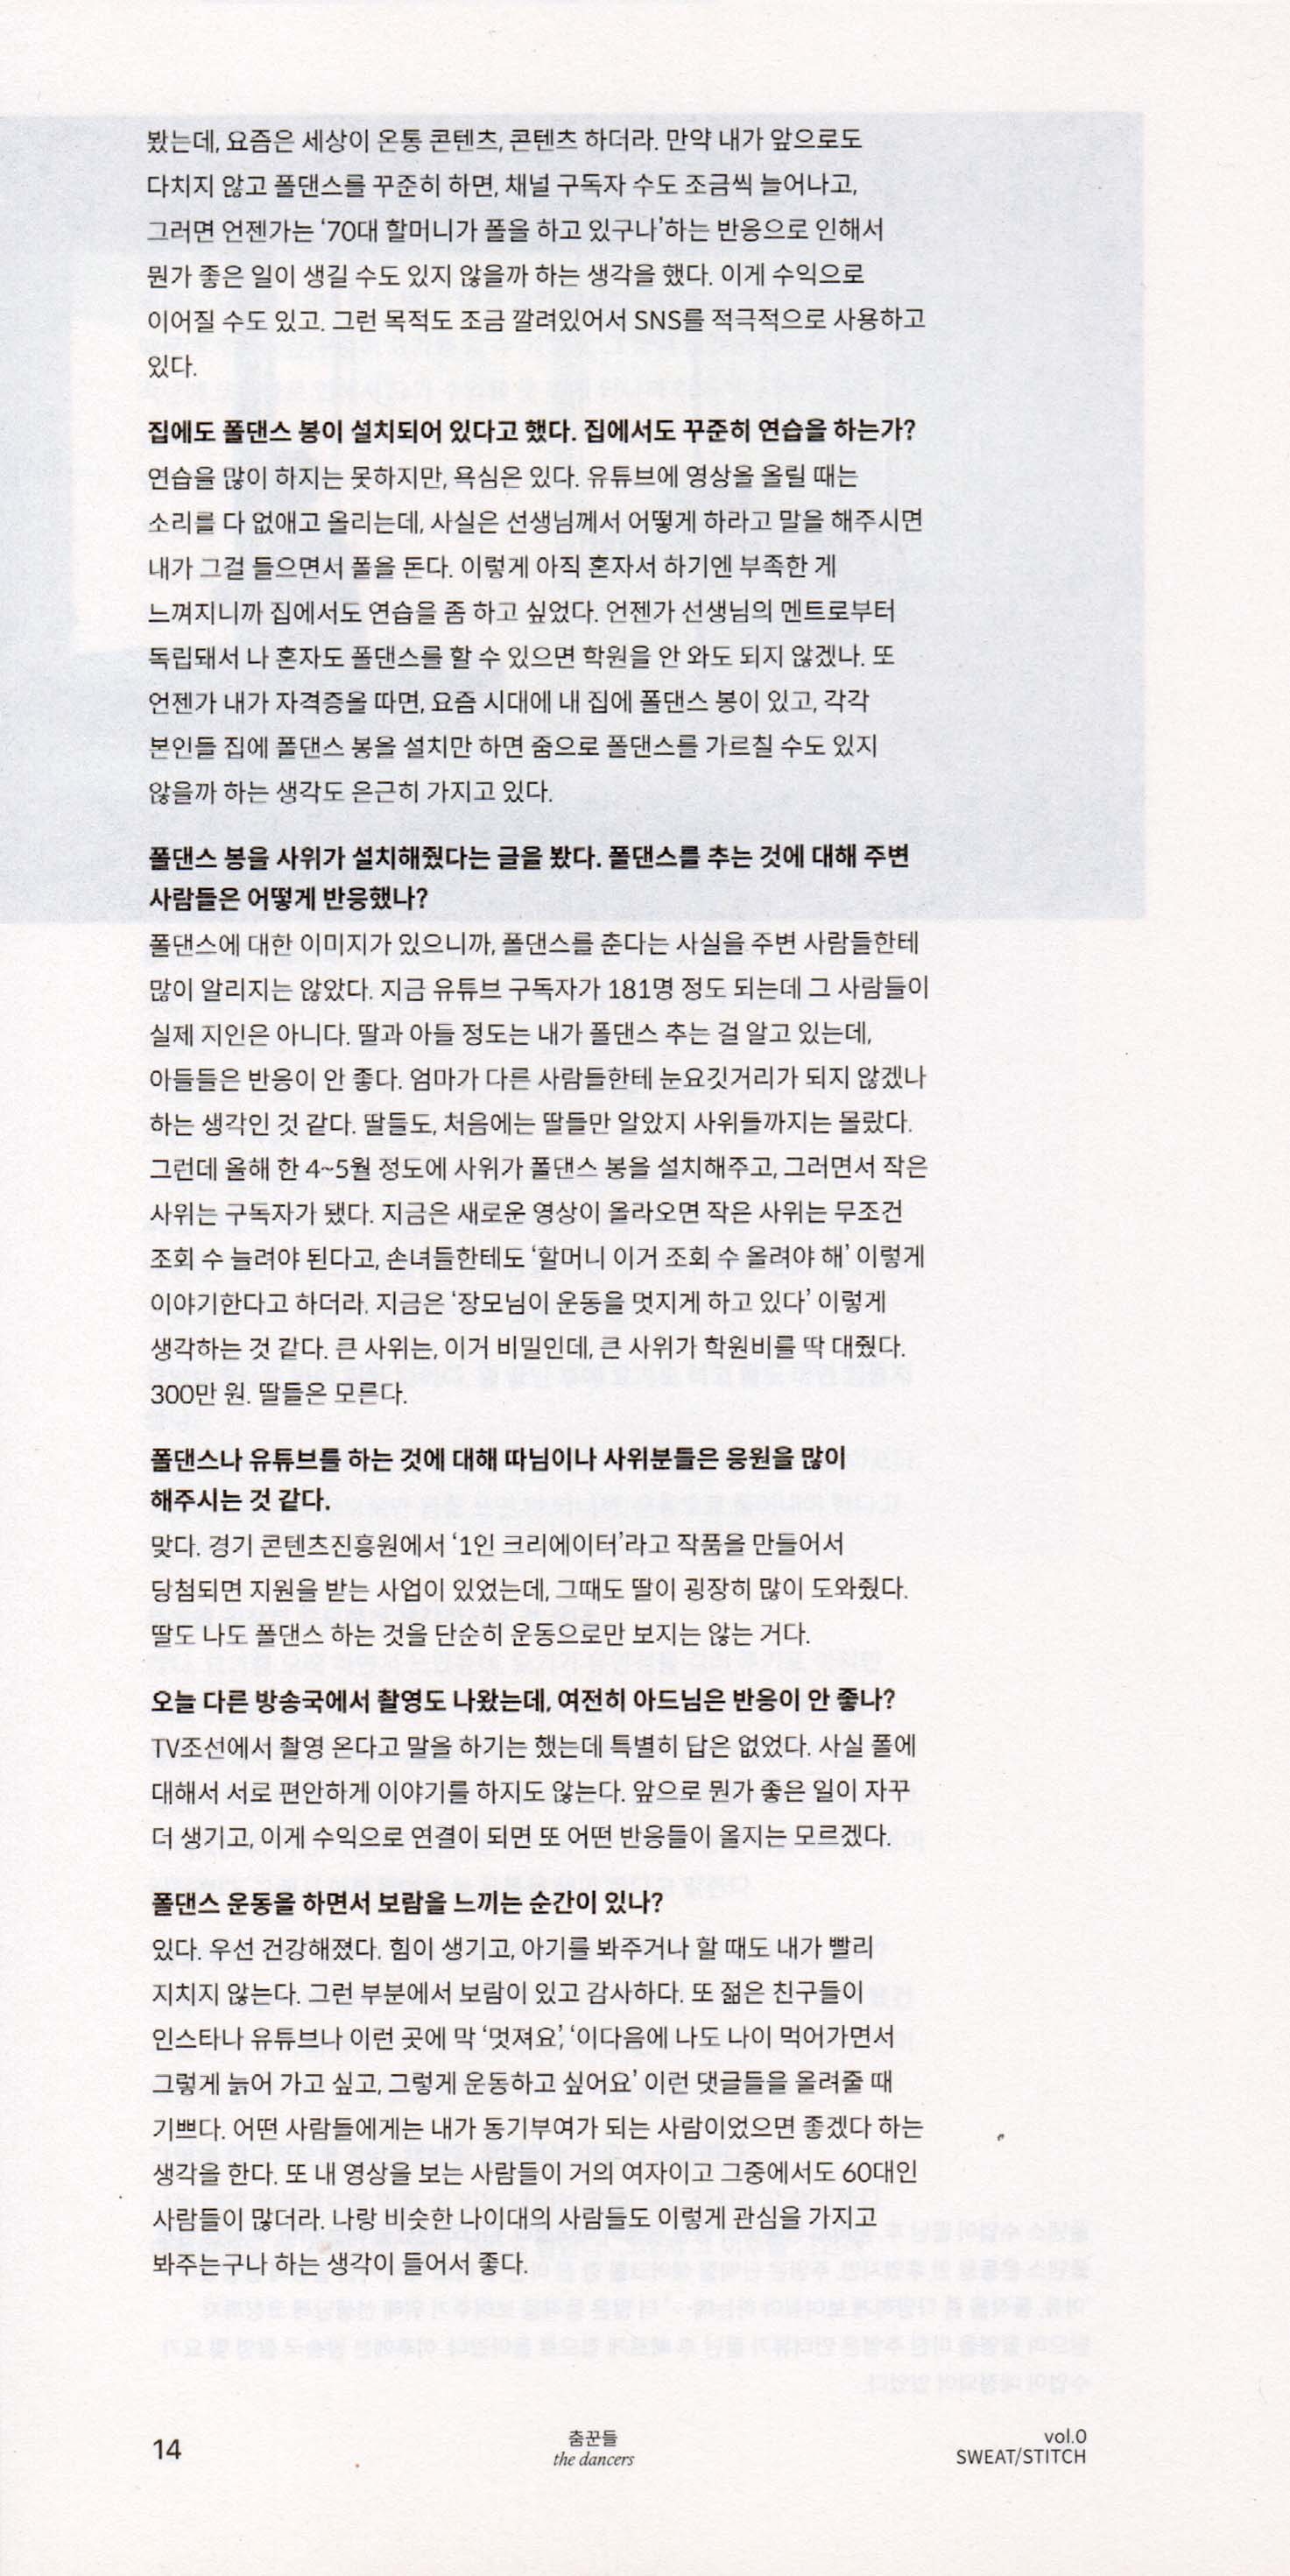 봤는데, 요즘은 세상이 온통 콘텐츠, 콘텐츠 하더라. 만약 내가 앞으로도
다치지 않고 폴댄스를 꾸준히 하면, 채널 구독자 수도 조금씩 늘어나고,
그러면 언젠가는 ‘70대 할머니가 폴을 하고 있구나’하는 반응으로 인해서
뭔가 좋은 일이 생길 수도 있지 않을까 하는 생각을 했다. 이게 수익으로
이어질 수도 있고. 그런 목적도 조금 깔려있어서 SNS를 적극적으로 사용하고
있다.
집에도 폴댄스 봉이 설치되어 있다고 했다. 집에서도 꾸준히 연습을 하는가?
연습을 많이 하지는 못하지만, 욕심은 있다. 유튜브에 영상을 올릴 때는
소리를 다 없애고 올리는데, 사실은 선생님께서 어떻게 하라고 말을 해주시면
내가 그걸 들으면서 폴을 돈다. 이렇게 아직 혼자서 하기엔 부족한 게
느껴지니까 집에서도 연습을 좀 하고 싶었다. 언젠가 선생님의 멘트로부터
독립돼서 나 혼자도 폴댄스를 할 수 있으면 학원을 안 와도 되지 않겠나. 또
언젠가 내가 자격증을 따면, 요즘 시대에 내 집에 폴댄스 봉이 있고, 각각
본인들 집에 폴댄스 봉을 설치만 하면 줌으로 폴댄스를 가르칠 수도 있지
않을까 하는 생각도 은근히 가지고 있다.
폴댄스 봉을 사위가 설치해줬다는 글을 봤다. 폴댄스를 추는 것에 대해 주변
사람들은 어떻게 반응했나?
폴댄스에 대한 이미지가 있으니까, 폴댄스를 춘다는 사실을 주변 사람들한테
많이 알리지는 않았다. 지금 유튜브 구독자가 181명 정도 되는데 그 사람들이
실제 지인은 아니다. 딸과 아들 정도는 내가 폴댄스 추는 걸 알고 있는데,
아들들은 반응이 안 좋다. 엄마가 다른 사람들한테 눈요깃거리가 되지 않겠나
하는 생각인 것 같다. 딸들도, 처음에는 딸들만 알았지 사위들까지는 몰랐다.
그런데 올해 한 4~5월 정도에 사위가 폴댄스 봉을 설치해주고, 그러면서 작은
사위는 구독자가 됐다. 지금은 새로운 영상이 올라오면 작은 사위는 무조건
조회 수 늘려야 된다고, 손녀들한테도 ‘할머니 이거 조회 수 올려야 해’ 이렇게
이야기한다고 하더라. 지금은 ‘장모님이 운동을 멋지게 하고 있다’ 이렇게
생각하는 것 같다. 큰 사위는, 이거 비밀인데, 큰 사위가 학원비를 딱 대줬다.
300만 원. 딸들은 모른다.
폴댄스나 유튜브를 하는 것에 대해 따님이나 사위분들은 응원을 많이
해주시는 것 같다.
맞다. 경기 콘텐츠진흥원에서 ‘1인 크리에이터’라고 작품을 만들어서
당첨되면 지원을 받는 사업이 있었는데, 그때도 딸이 굉장히 많이 도와줬다.
딸도 나도 폴댄스 하는 것을 단순히 운동으로만 보지는 않는 거다.
오늘 다른 방송국에서 촬영도 나왔는데, 여전히 아드님은 반응이 안 좋나?
TV조선에서 촬영 온다고 말을 하기는 했는데 특별히 답은 없었다. 사실 폴에
대해서 서로 편안하게 이야기를 하지도 않는다. 앞으로 뭔가 좋은 일이 자꾸
더 생기고, 이게 수익으로 연결이 되면 또 어떤 반응들이 올지는 모르겠다.
폴댄스 운동을 하면서 보람을 느끼는 순간이 있나?
있다. 우선 건강해졌다. 힘이 생기고, 아기를 봐주거나 할 때도 내가 빨리
지치지 않는다. 그런 부분에서 보람이 있고 감사하다. 또 젊은 친구들이
인스타나 유튜브나 이런 곳에 막 ‘멋져요’, ‘이다음에 나도 나이 먹어가면서
그렇게 늙어 가고 싶고, 그렇게 운동하고 싶어요’ 이런 댓글들을 올려줄 때
기쁘다. 어떤 사람들에게는 내가 동기부여가 되는 사람이었으면 좋겠다 하는
생각을 한다. 또 내 영상을 보는 사람들이 거의 여자이고 그중에서도 60대인
사람들이 많더라. 나랑 비슷한 나이대의 사람들도 이렇게 관심을 가지고
봐주는구나 하는 생각이 들어서 좋다.
14
춤꾼들
the dancers
vol.0
SWEAT/STITCH